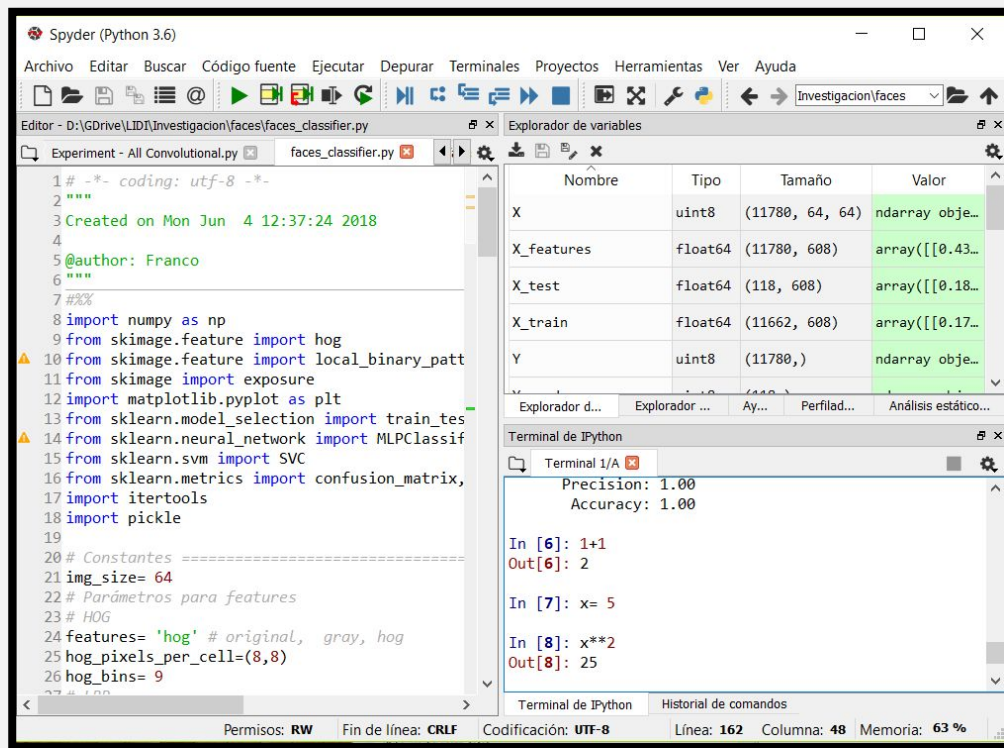 Spyder (Python 3.6)
Archivo Editar Buscar Código fuente Ejecutar Depurar Terminales Proyectos Herramientas Ver Ayuda
Investigacion\faces
Editor - D:\GDrive\LIDI\Investigacion\faces\faces_classifier.py
Experiment - All Convolutional.py faces_classifier.py
1 # -*- coding: utf-8 -*-
2 """
3 Created on Mon Jun  4 12:37:24 2018
4
5 @author: Franco
6 """
7 #%%
8 import numpy as np
9 from skimage.feature import hog
10 from skimage.feature import local_binary_patt
11 from skimage import exposure
12 import matplotlib.pyplot as plt
13 from sklearn.model_selection import train_tes
14 from sklearn.neural_network import MLPClassif
15 from sklearn.svm import SVC
16 from sklearn.metrics import confusion_matrix,
17 import itertools
18 import pickle
19
20 # Constantes ==================================
21 img_size= 64
22 # Parámetros para features
23 # HOG
24 features= 'hog' # original,  gray, hog
25 hog_pixels_per_cell=(8,8)
26 hog_bins= 9
27 # LBP
Explorador de variables
Nombre Tipo Tamaño Valor
X uint8 (11780, 64, 64) ndarray obje...
X_features float64 (11780, 608) array([[0.43...
X_test float64 (118, 608) array([[0.18...
X_train float64 (11662, 608) array([[0.17...
Y uint8 (11780,) ndarray obje...
Explorador d... Explorador ... Ay... Perfilad... Análisis estático...
Terminal de IPython
Terminal 1/A
Precision: 1.00
Accuracy: 1.00
In [6]: 1+1
Out[6]: 2
In [7]: x= 5
In [8]: x**2
Out[8]: 25
Terminal de IPython Historial de comandos
Permisos: RW Fin de línea: CRLF Codificación: UTF-8 Línea: 162 Columna: 48 Memoria: 63 %